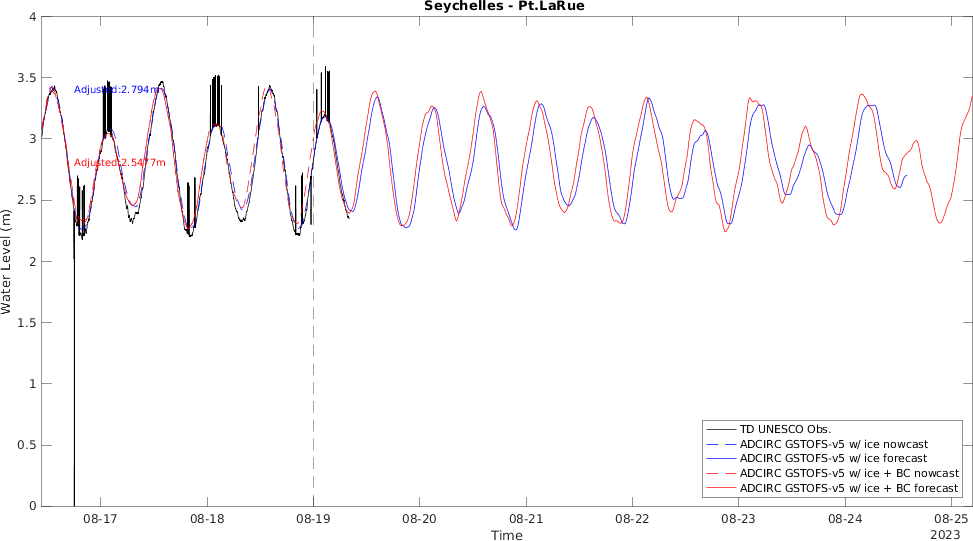 Seychelles - Pt.LaRue
4
3.5
3
2.5
2
1.5
1
0.5
0
Water Level (m)
Adjusted:2.794m
Adjusted:2.5477m
TD UNESCO Obs.
ADCIRC GSTOFS-v5 w/ ice nowcast
ADCIRC GSTOFS-v5 w/ ice forecast
ADCIRC GSTOFS-v5 w/ ice + BC nowcast
ADCIRC GSTOFS-v5 w/ ice + BC forecast
08-17 08-18 08-19 08-20 08-21 08-22 08-23 08-24 08-25
Time
2023